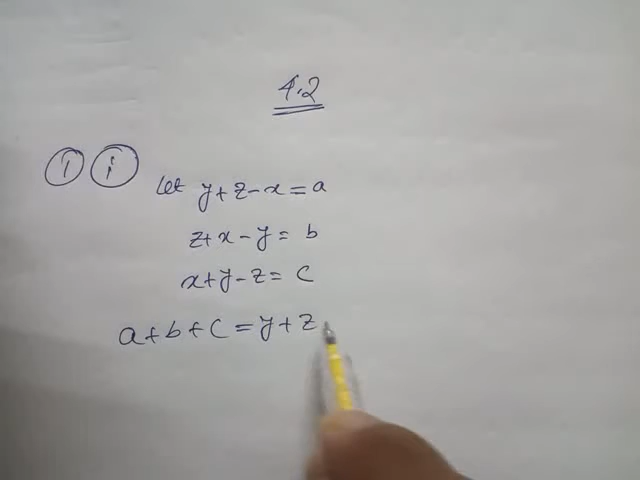 4.2
1 i Let y+z-x=a
z+x-y=b
x+y-z=c
a+b+c=y+z